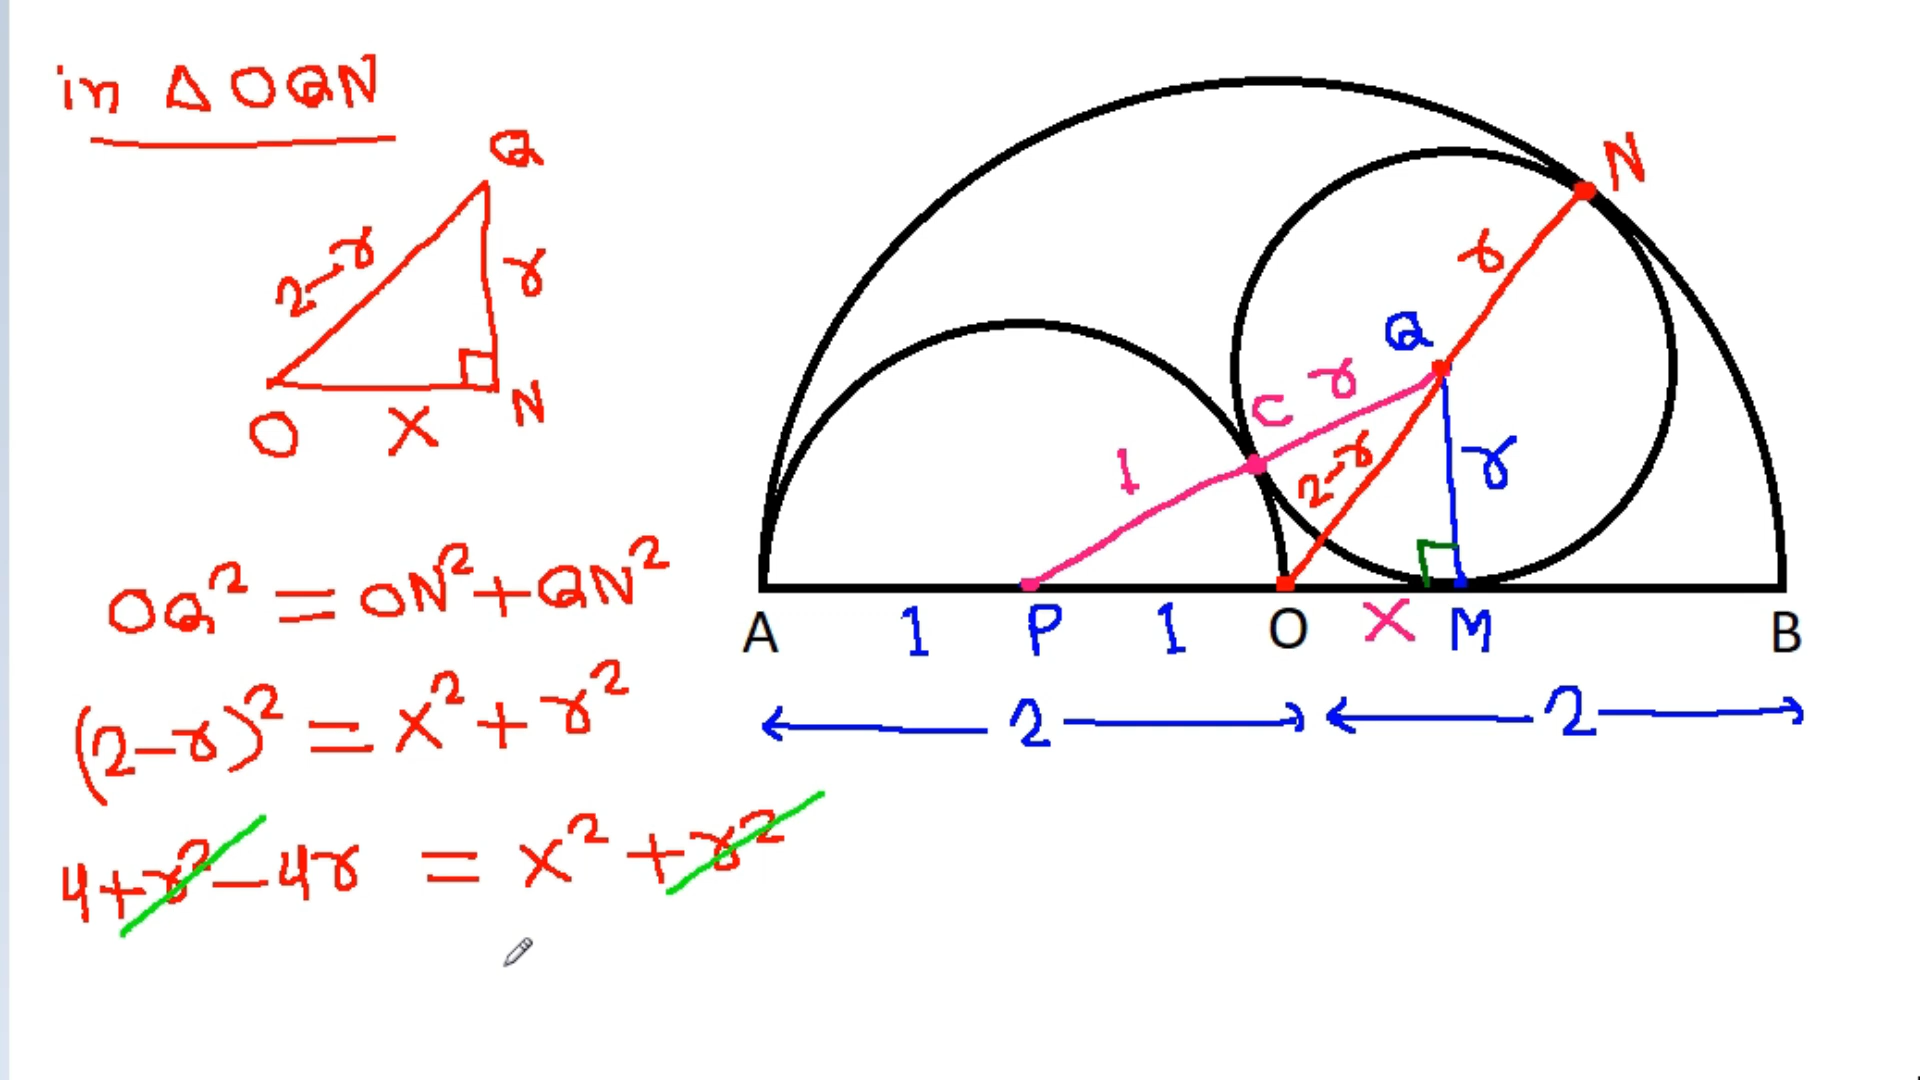 in △OQN
Q
2-r
r
O X N
OQ² = ON² + QN²
(2-r)² = x² + r²
4+r²-4r = x² + r²
N
r
Q
C r
1
2-r
r
A 1 P 1 O X M B
2 2